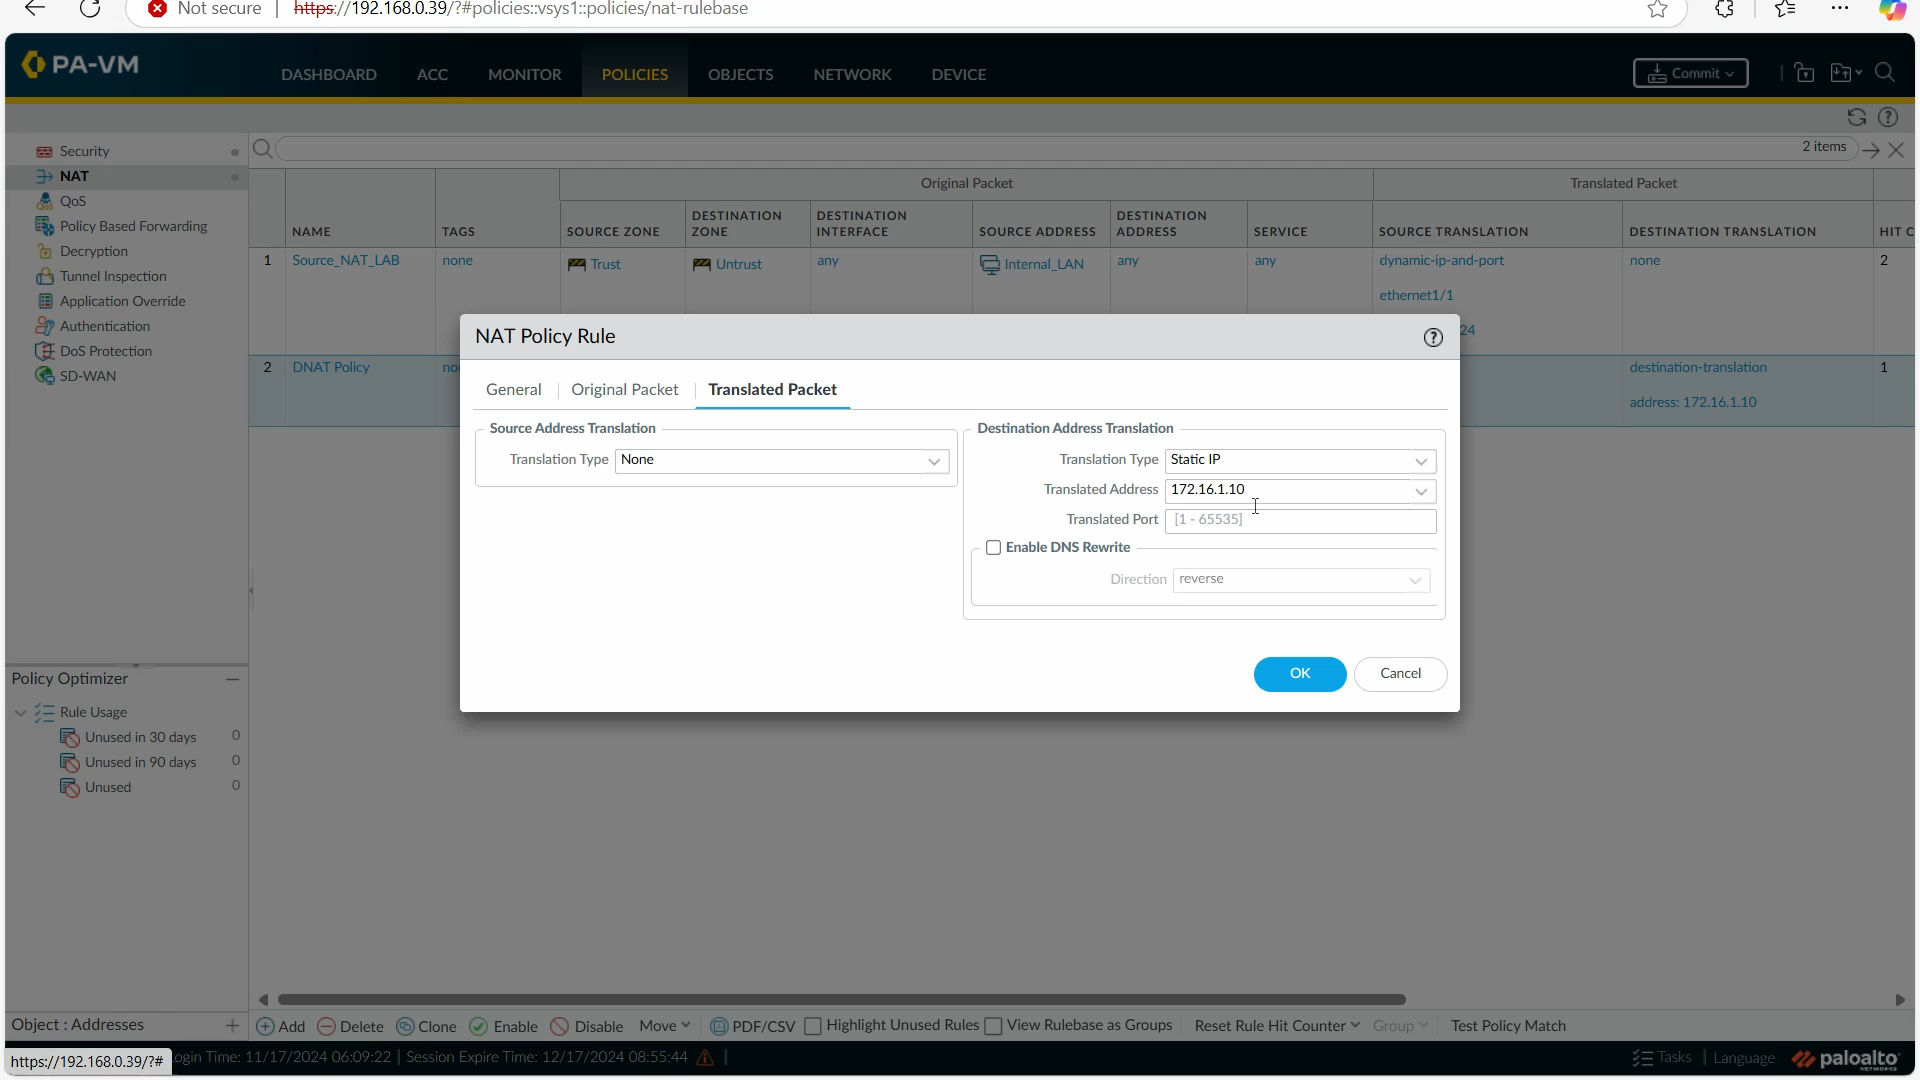 Not secure
https://192.168.0.39/?#policies::vsys1::policies/nat-rulebase
PA-VM
DASHBOARD
ACC
MONITOR
POLICIES
OBJECTS
NETWORK
DEVICE
Commit
2 items
Security
NAT
QoS
Policy Based Forwarding
Decryption
Tunnel Inspection
Application Override
Authentication
DoS Protection
SD-WAN
Original Packet
Translated Packet
NAME
TAGS
SOURCE ZONE
DESTINATION
ZONE
DESTINATION
INTERFACE
SOURCE ADDRESS
DESTINATION
ADDRESS
SERVICE
SOURCE TRANSLATION
DESTINATION TRANSLATION
HIT C
1
Source_NAT_LAB
none
Trust
Untrust
any
Internal_LAN
any
any
dynamic-ip-and-port
ethernet1/1
24
none
2
2
DNAT Policy
no
destination-translation
address: 172.16.1.10
1
NAT Policy Rule
General
Original Packet
Translated Packet
Source Address Translation
Translation Type None
Destination Address Translation
Translation Type Static IP
Translated Address 172.16.1.10
Translated Port [1 - 65535]
Enable DNS Rewrite
Direction reverse
OK
Cancel
Policy Optimizer
Rule Usage
Unused in 30 days 0
Unused in 90 days 0
Unused 0
Object : Addresses
Add
Delete
Clone
Enable
Disable
Move
PDF/CSV
Highlight Unused Rules
View Rulebase as Groups
Reset Rule Hit Counter
Group
Test Policy Match
https://192.168.0.39/?#
ogin Time: 11/17/2024 06:09:22 | Session Expire Time: 12/17/2024 08:55:44
Tasks
Language
paloalto
NETWORKS